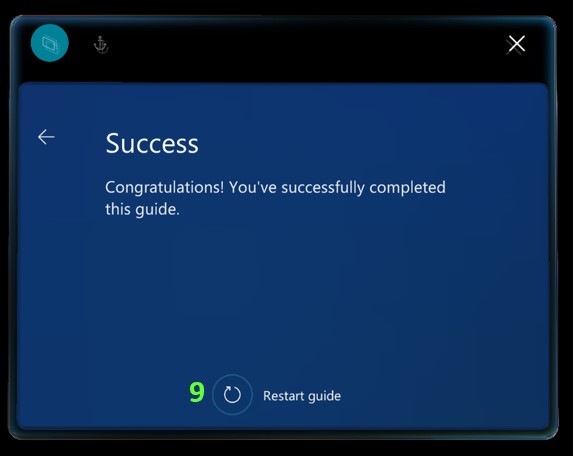 Success
Congratulations! You've successfully completed
this guide.
9
Restart guide